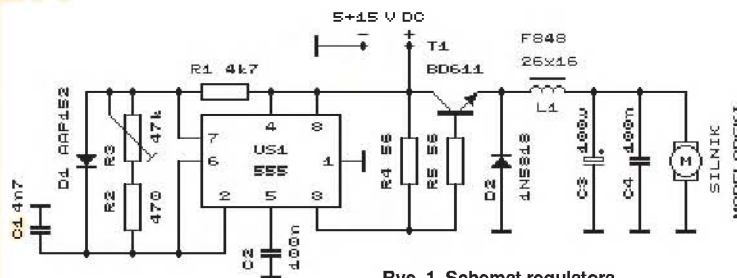 5÷15 V DC
−
+
T1
BD611
F848
26x16
L1
R1 4k7
D1 AAP152
R3
47k
R2
470
C1 4n7
7
6
4
8
1
US1
555
2
5
3
C2
100n
R4 56
R5 56
D2
1N5818
C3
100u
C4
100n
M
SILNIK
MODELARSKI
Rys. 1 Schemat regulatora